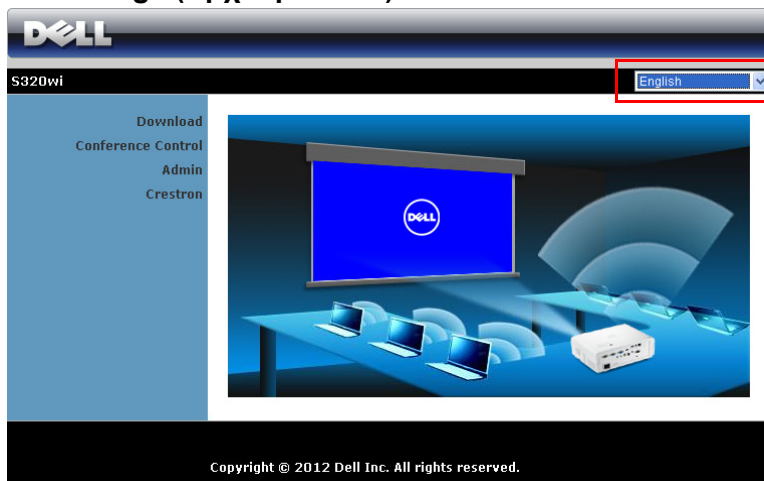 DELL
S320wi
English
Download
Conference Control
Admin
Crestron
DELL
Copyright © 2012 Dell Inc. All rights reserved.